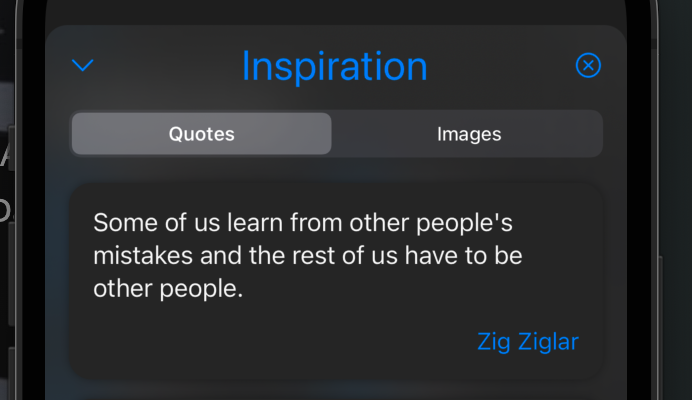 Inspiration
Quotes
Images
Some of us learn from other people's
mistakes and the rest of us have to be
other people.
Zig Ziglar